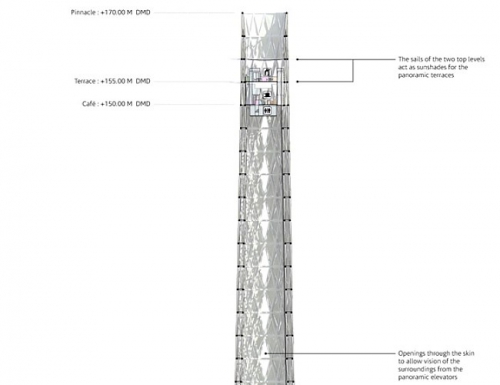 Pinnacle : +170.00 M  DMD
The sails of the two top levels
act as sunshades for the
panoramic terraces
Terrace : +155.00 M  DMD
Café : +150.00 M  DMD
Openings through the skin
to allow vision of the
surroundings from the
panoramic elevators